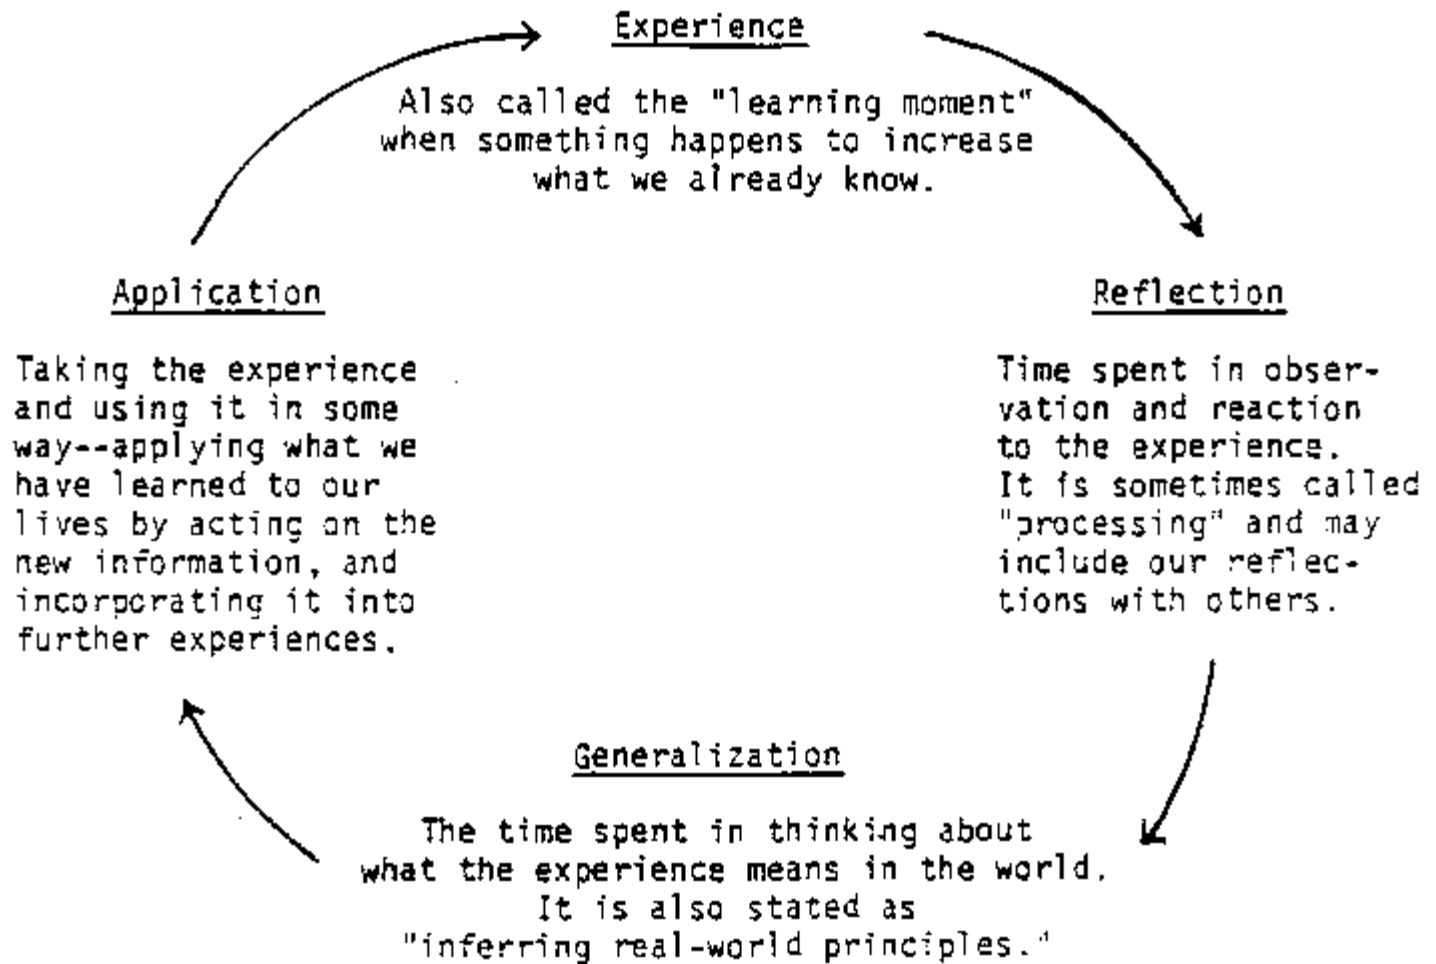 Experience
Also called the "learning moment"
when something happens to increase
what we already know.
Reflection
Time spent in obser-
vation and reaction
to the experience.
It is sometimes called
"processing" and may
include our reflec-
tions with others.
Generalization
The time spent in thinking about
what the experience means in the world.
It is also stated as
"inferring real-world principles."
Application
Taking the experience
and using it in some
way--applying what we
have learned to our
lives by acting on the
new information, and
incorporating it into
further experiences.